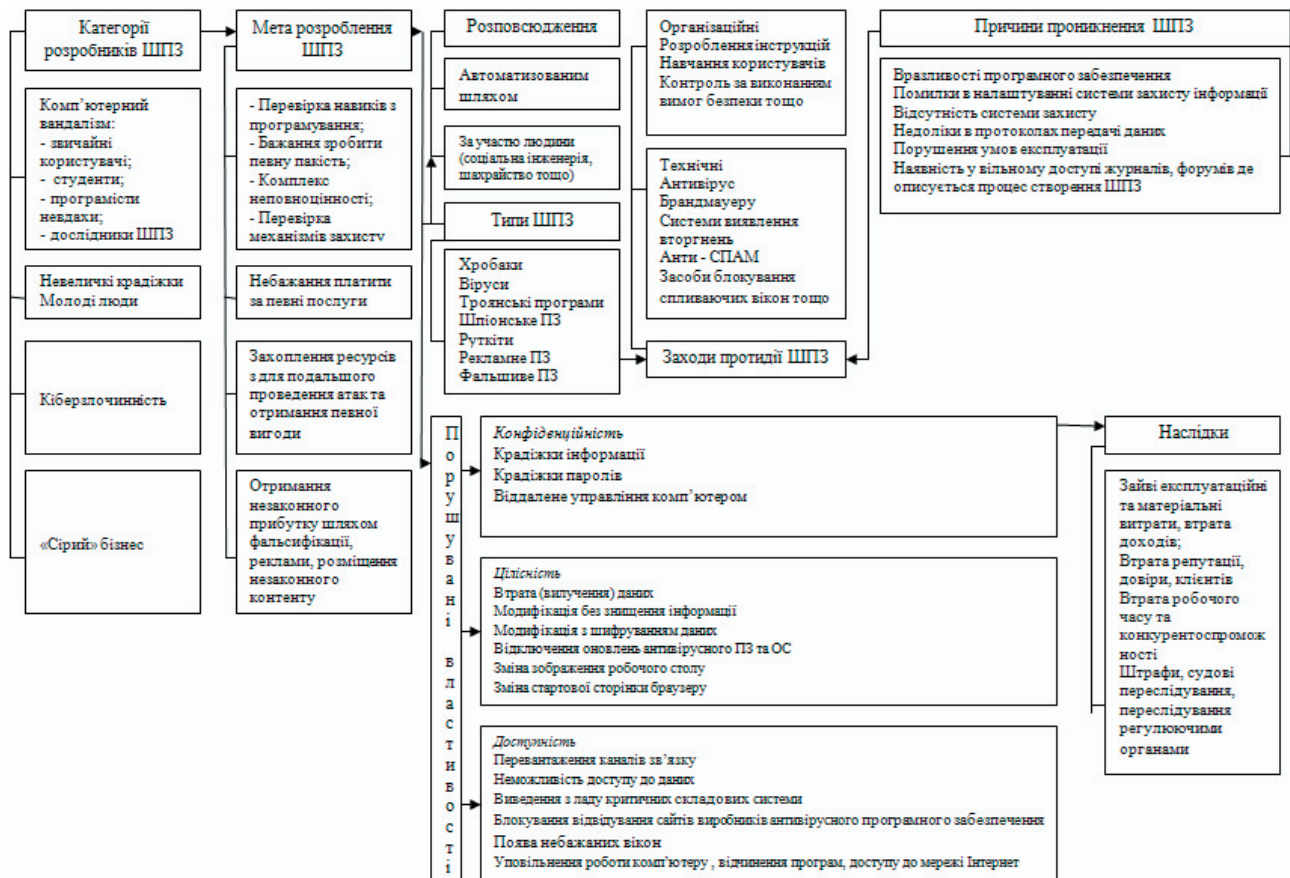 Категорії
розробників ШПЗ
Комп’ютерний
вандалізм:
- звичайні
користувачі;
- студенти;
- програмісти
невдахи;
- дослідники ШПЗ
Невеличкі крадіжки
Молоді люди
Кіберзлочинність
«Сірий» бізнес
Мета розроблення
ШПЗ
- Перевірка навиків з
програмування;
- Бажання зробити
певну пакість;
- Комплекс
неповноцінності;
- Перевірка
механізмів захисту
Небажання платити
за певні послуги
Захоплення ресурсів
з для подальшого
проведення атак та
отримання певної
вигоди
Отримання
незаконного
прибутку шляхом
фальсифікації,
реклами, розміщення
незаконного
контенту
Розповсюдження
Автоматизованим
шляхом
За участю людини
(соціальна інженерія,
шахрайство тощо)
Типи ШПЗ
Хробаки
Віруси
Троянські програми
Шпіонське ПЗ
Руткіти
Рекламне ПЗ
Фальшиве ПЗ
Організаційні
Розроблення інструкцій
Навчання користувачів
Контроль за виконанням
вимог безпеки тощо
Технічні
Антивірус
Брандмауеру
Системи виявлення
вторгнень
Анти - СПАМ
Засоби блокування
спливаючих вікон тощо
Заходи протидії ШПЗ
Причини проникнення ШПЗ
Вразливості програмного забезпечення
Помилки в налаштуванні системи захисту інформації
Відсутність системи захисту
Недоліки в протоколах передачі даних
Порушення умов експлуатації
Наявність у вільному доступі журналів, форумів де
описується процес створення ШПЗ
Порушувані властивості
Конфіденційність
Крадіжки інформації
Крадіжки паролів
Віддалене управління комп’ютером
Цілісність
Втрата (вилучення) даних
Модифікація без знищення інформації
Модифікація з шифруванням даних
Відключення оновлень антивірусного ПЗ та ОС
Зміна зображення робочого столу
Зміна стартової сторінки браузеру
Доступність
Перевантаження каналів зв’язку
Неможливість доступу до даних
Виведення з ладу критичних складових системи
Блокування відвідування сайтів виробників антивірусного програмного забезпечення
Поява небажаних вікон
Уповільнення роботи комп’ютеру , відчинення програм, доступу до мережі Інтернет
Наслідки
Зайві експлуатаційні
та матеріальні
витрати, втрата
доходів;
Втрата репутації,
довіри, клієнтів
Втрата робочого
часу та
конкурентоспромож
ності
Штрафи, судові
переслідування,
переслідування
регулюючими
органами